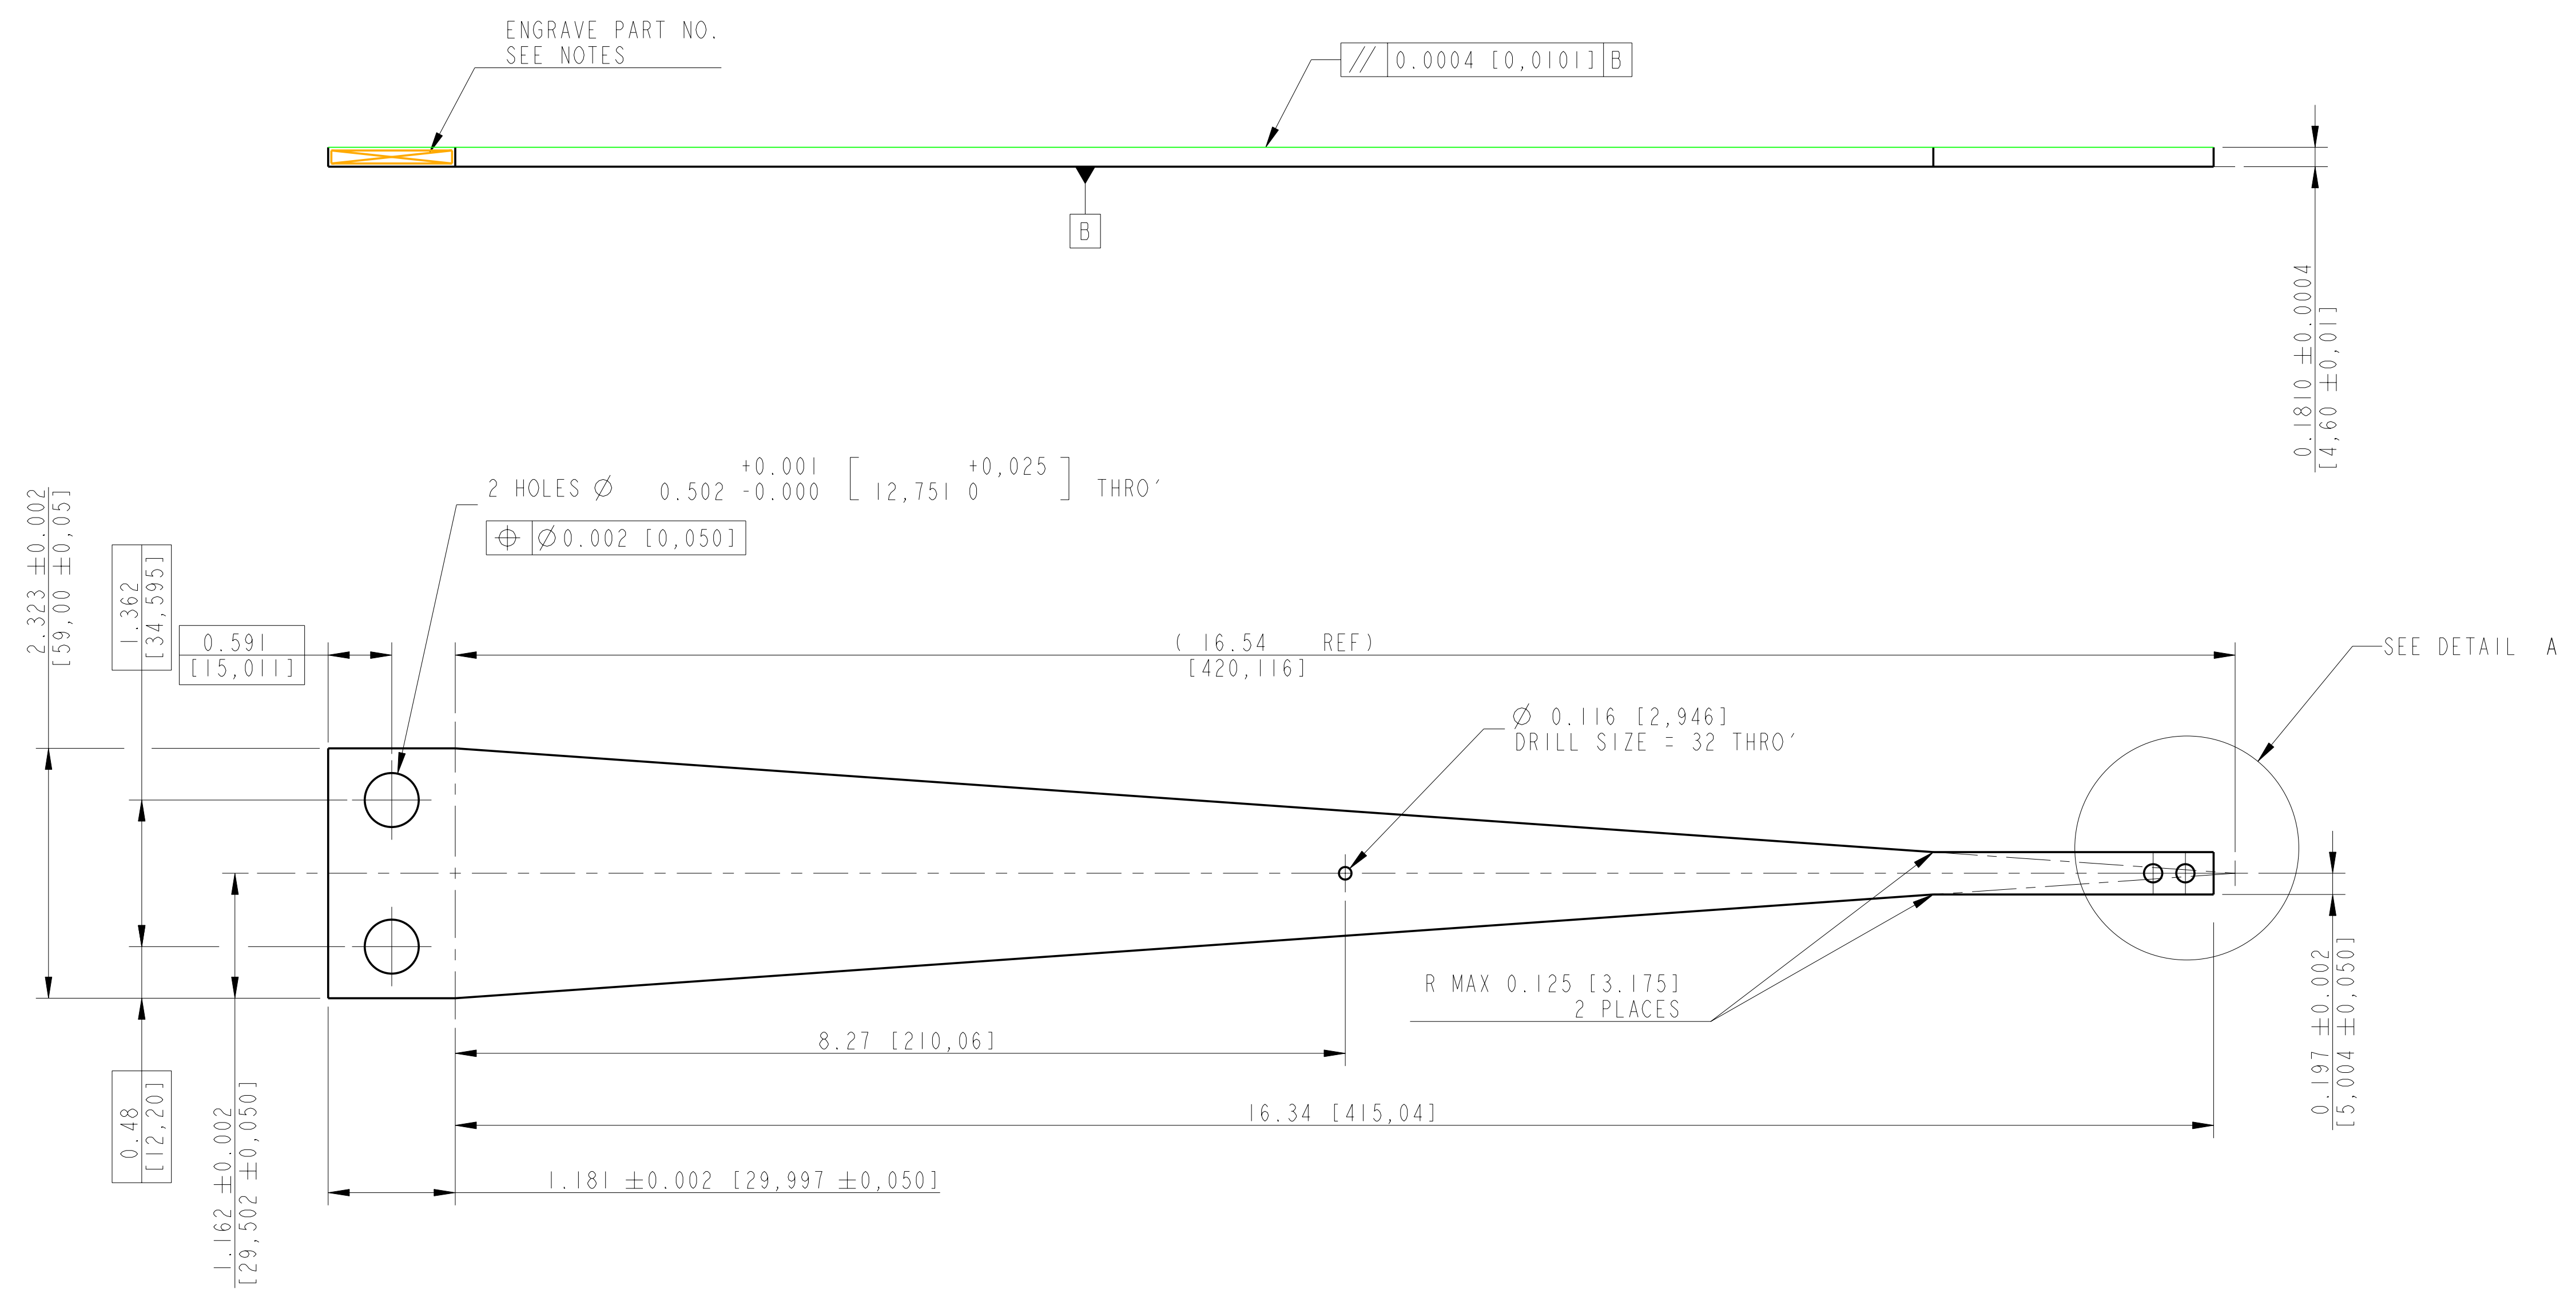 ENGRAVE PART NO.
SEE NOTES
// 0.0004 [0,0101] B
B
0.1810 ±0.0004
[4,60 ±0,01]
2 HOLES ⌀ 0.502 +0.001 -0.000 [12,751 +0,025 0] THRO'
⌖ ⌀0.002 [0,050]
2.323 ±0.002
[59,00 ±0,05]
1.362
[34,595]
0.591
[15,011]
( 16.54 REF)
[420,116]
SEE DETAIL A
⌀ 0.116 [2,946]
DRILL SIZE = 32 THRO'
R MAX 0.125 [3.175]
2 PLACES
0.197 ±0.002
[5,004 ±0,050]
8.27 [210,06]
0.48
[12,20]
1.162 ±0.002
[29,502 ±0,050]
16.34 [415,04]
1.181 ±0.002 [29,997 ±0,050]